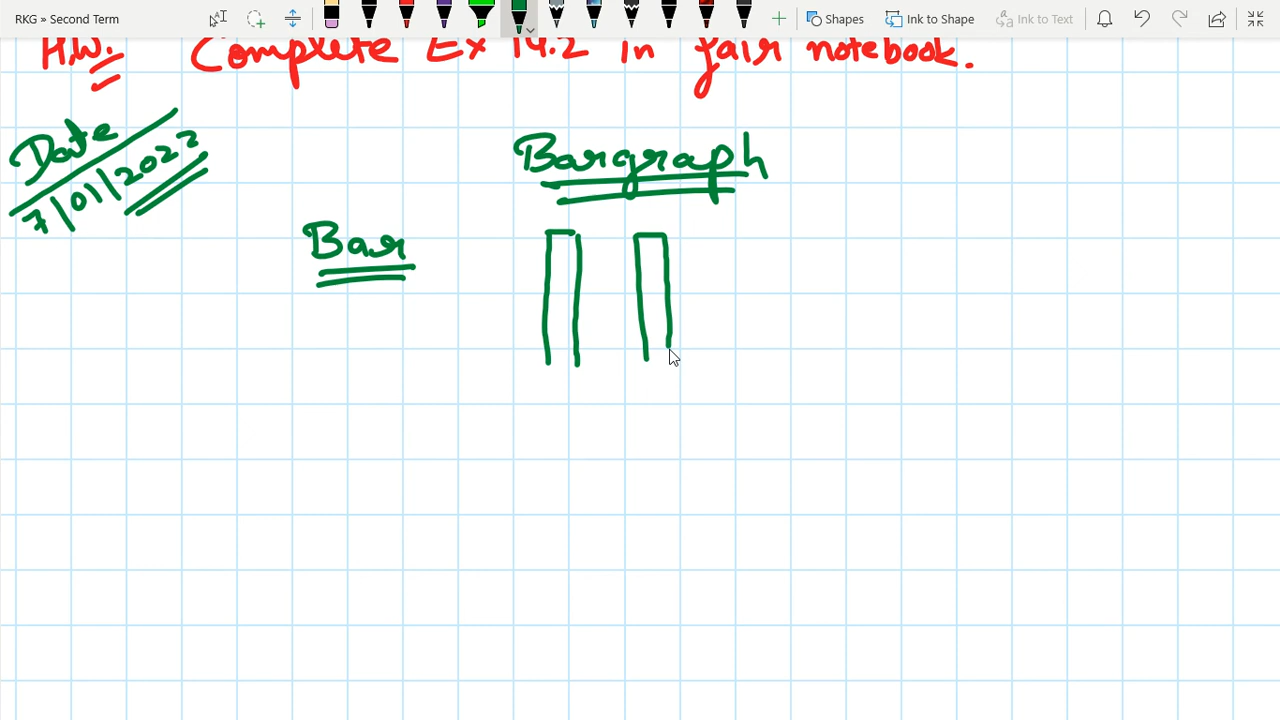 RKG » Second Term
Shapes
Ink to Shape
Ink to Text
H.W. Complete Ex 14.2 in fair notebook.
Date
7/01/2022
Bargraph
Bar